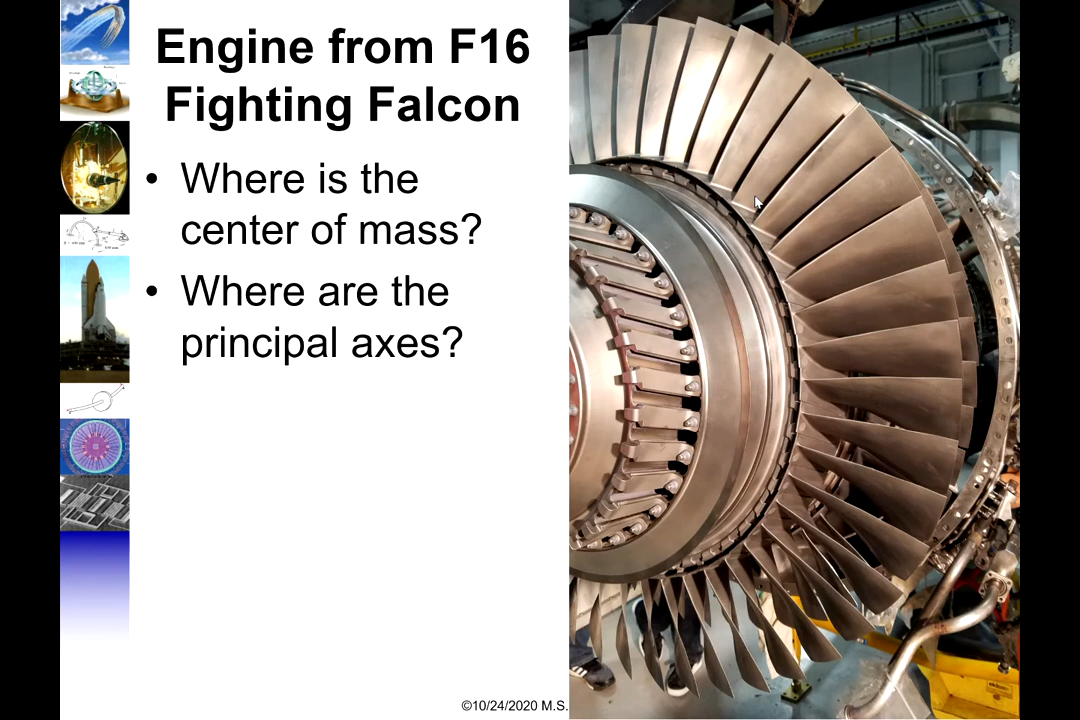 Engine from F16
Fighting Falcon
• Where is the
center of mass?
• Where are the
principal axes?
©10/24/2020 M.S.